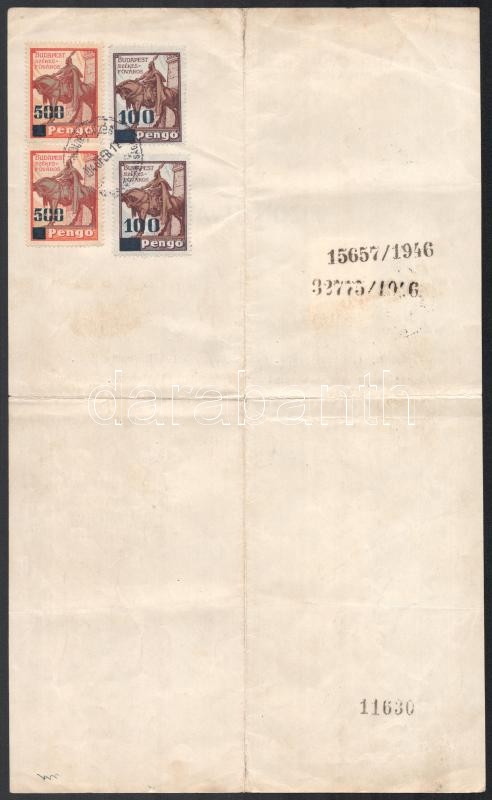 BUDAPEST
SZÉKES-
FŐVÁROS
500
Pengő
BUDAPEST
SZÉKES-
FŐVÁROS
100
Pengő
BUDAPEST
SZÉKES-
FŐVÁROS
500
Pengő
BUDAPEST
SZÉKES-
FŐVÁROS
100
Pengő
15657/1946
32775/1946
darabanth
11630